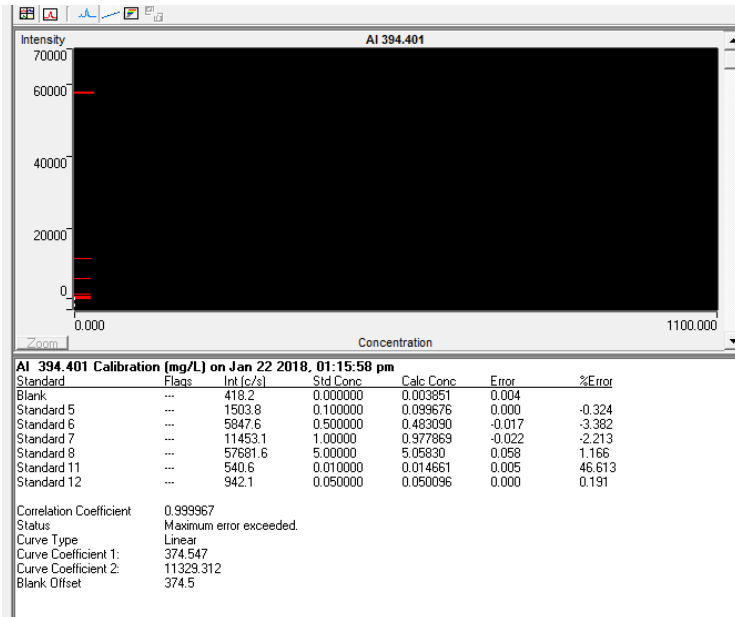 Intensity Al 394.401
70000
60000
40000
20000
0
0.000 1100.000
Zoom Concentration
Al 394.401 Calibration (mg/L) on Jan 22 2018, 01:15:58 pm
Standard Flags Int (c/s) Std Conc Calc Conc Error %Error
Blank --- 418.2 0.000000 0.003851 0.004
Standard 5 --- 1503.8 0.100000 0.099676 0.000 -0.324
Standard 6 --- 5847.6 0.500000 0.483090 -0.017 -3.382
Standard 7 --- 11453.1 1.00000 0.977869 -0.022 -2.213
Standard 8 --- 57681.6 5.00000 5.05830 0.058 1.166
Standard 11 --- 540.6 0.010000 0.014661 0.005 46.613
Standard 12 --- 942.1 0.050000 0.050096 0.000 0.191
Correlation Coefficient 0.999967
Status Maximum error exceeded.
Curve Type Linear
Curve Coefficient 1: 374.547
Curve Coefficient 2: 11329.312
Blank Offset 374.5